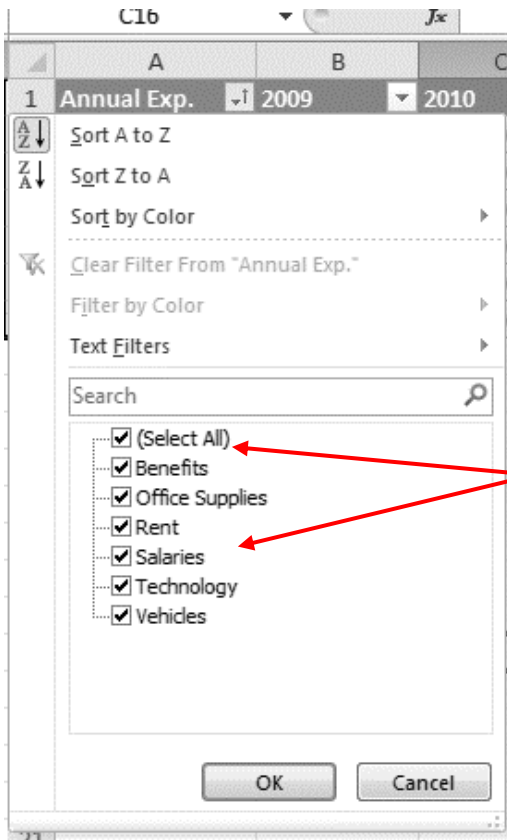 C16 fx
A B C
1 Annual Exp. 2009 2010
A Z Sort A to Z
Z A Sort Z to A
Sort by Color
Clear Filter From "Annual Exp."
Filter by Color
Text Filters
Search
(Select All)
Benefits
Office Supplies
Rent
Salaries
Technology
Vehicles
OK Cancel
21